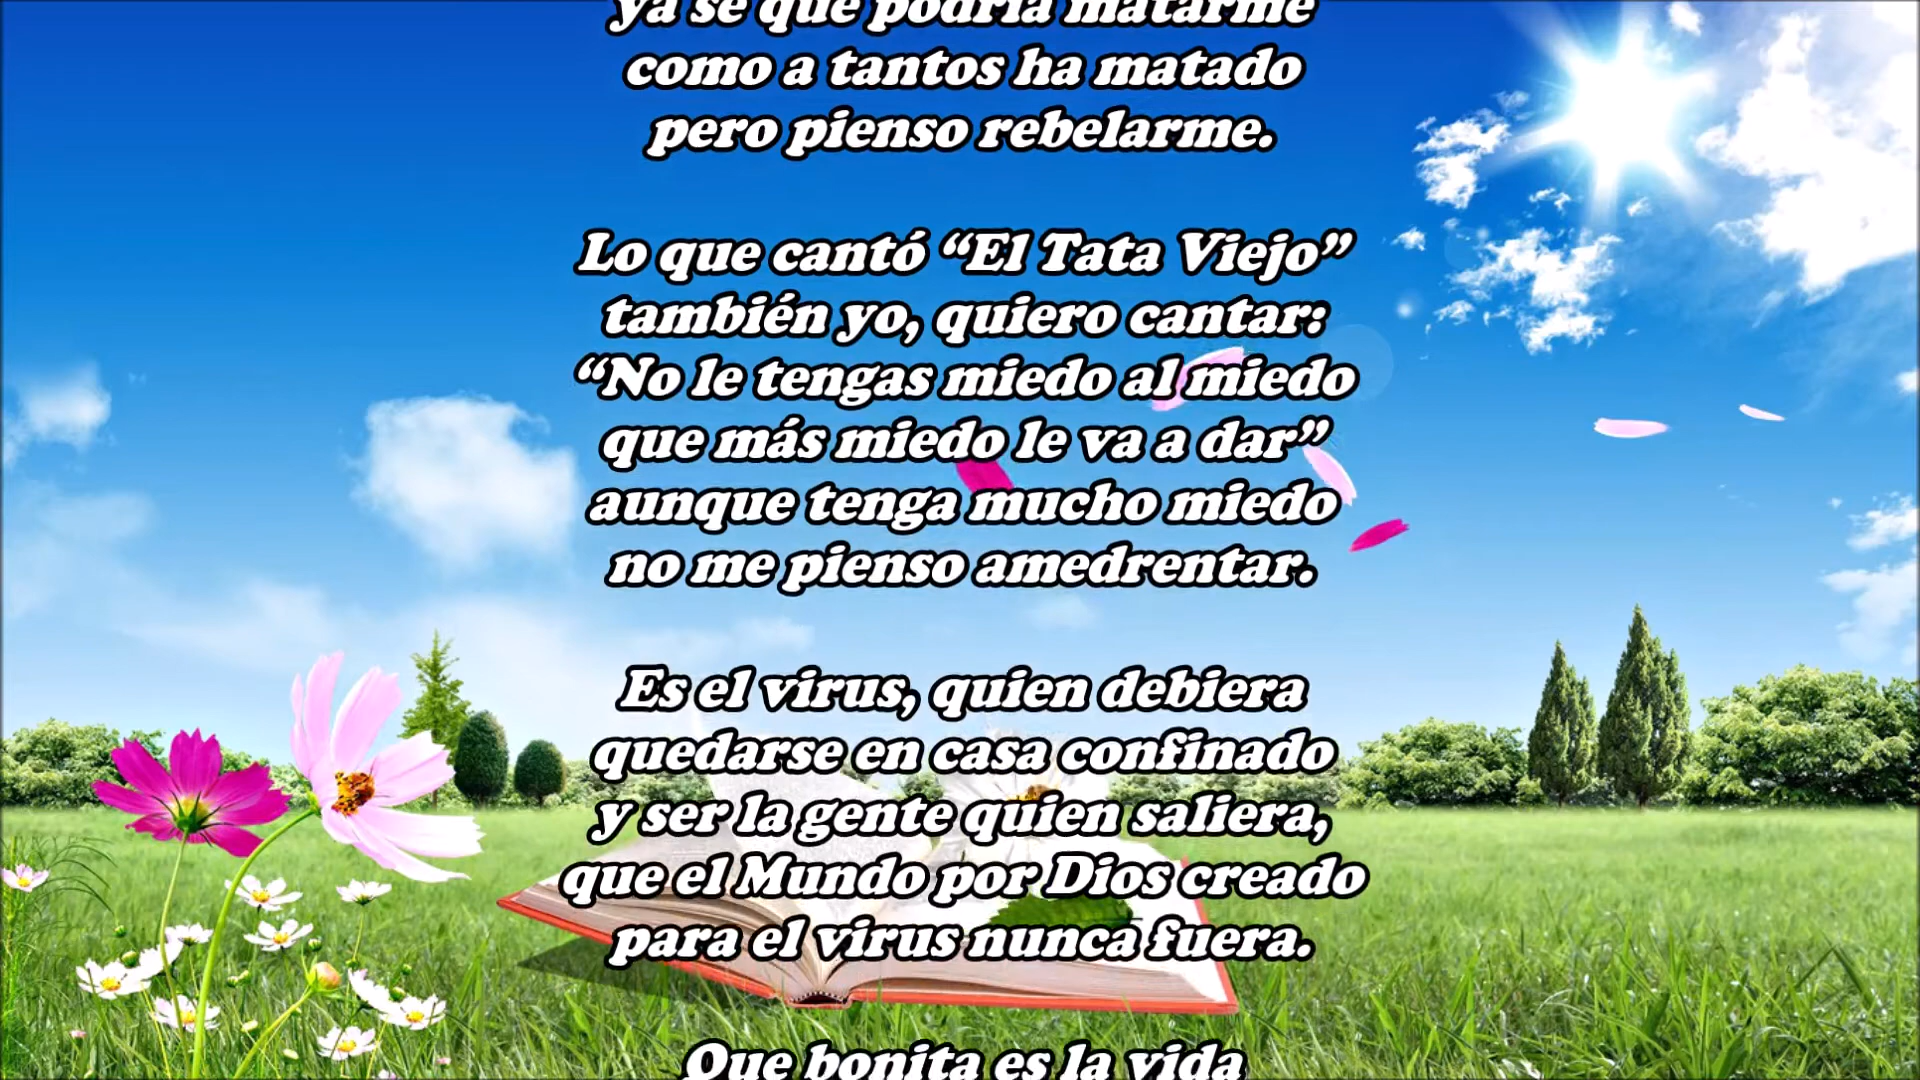 ya se que podría matarme
como a tantos ha matado
pero pienso rebelarme.
Lo que cantó “El Tata Viejo”
también yo, quiero cantar:
“No le tengas miedo al miedo
que más miedo le va a dar”
aunque tenga mucho miedo
no me pienso amedrentar.
Es el virus, quien debiera
quedarse en casa confinado
y ser la gente quien saliera,
que el Mundo por Dios creado
para el virus nunca fuera.
Que bonita es la vida